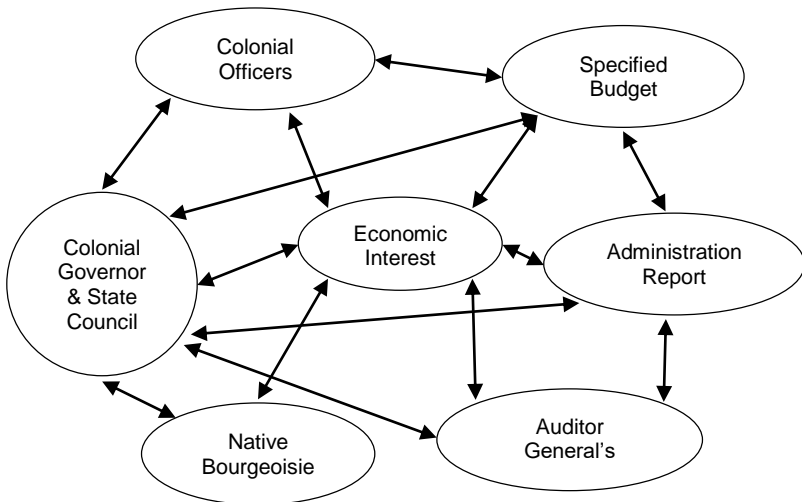 Colonial
Officers
Specified
Budget
Colonial
Governor
& State
Council
Economic
Interest
Administration
Report
Native
Bourgeoisie
Auditor
General's